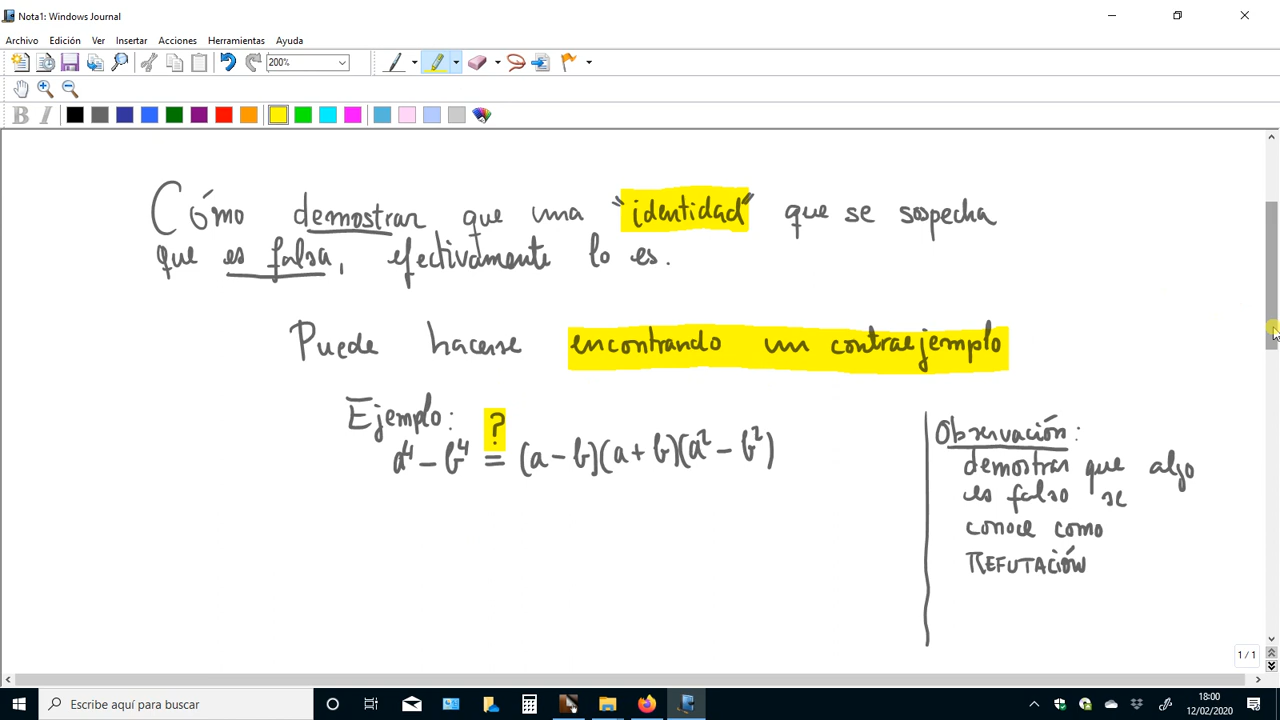 Nota1: Windows Journal
Archivo Edición Ver Insertar Acciones Herramientas Ayuda
200%
B I
Cómo demostrar que una "identidad" que se sospecha
que es falsa, efectivamente lo es.
Puede hacerse encontrando un contraejemplo
Ejemplo:
?
a⁴ - b⁴ = (a - b)(a + b)(a² - b²)
Observación:
demostrar que algo
es falso se
conoce como
REFUTACIÓN
1 / 1
Escribe aquí para buscar
18:00
12/02/2020